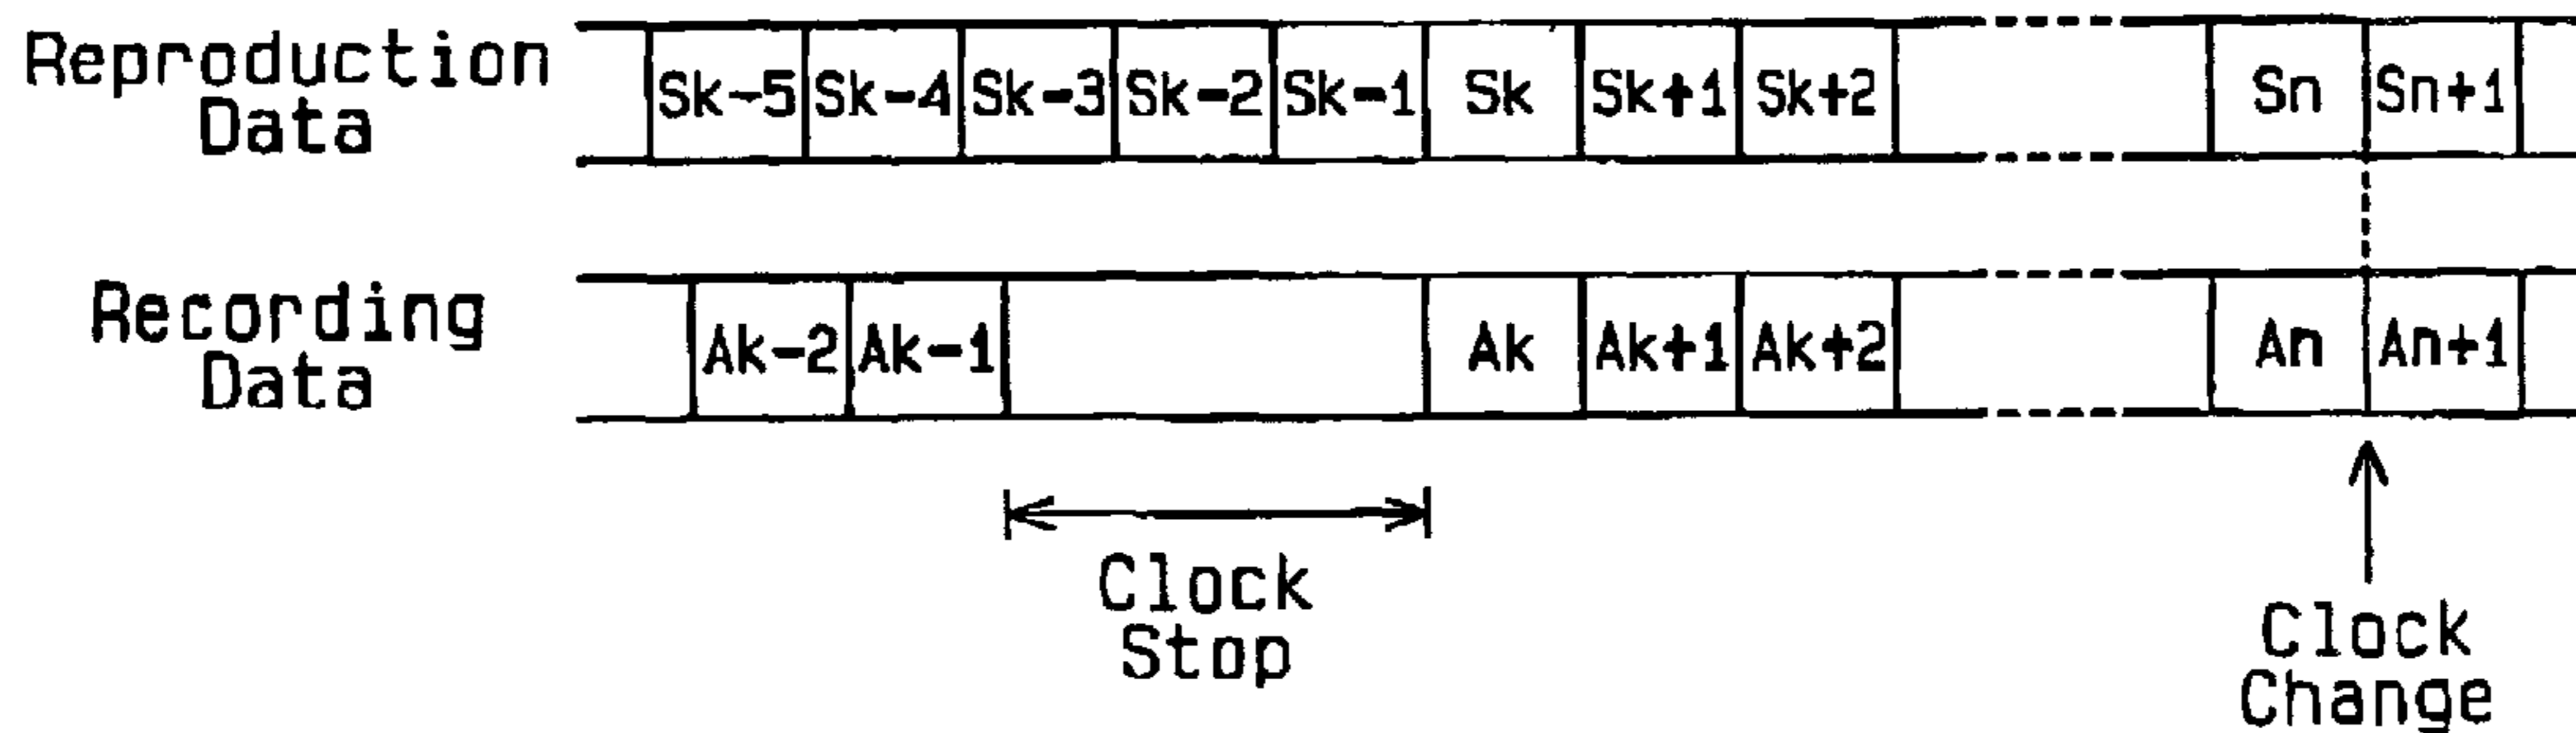 Reproduction
Data
Sk-5 Sk-4 Sk-3 Sk-2 Sk-1 Sk Sk+1 Sk+2 Sn Sn+1
Recording
Data
Ak-2 Ak-1 Ak Ak+1 Ak+2 An An+1
Clock
Stop
Clock
Change